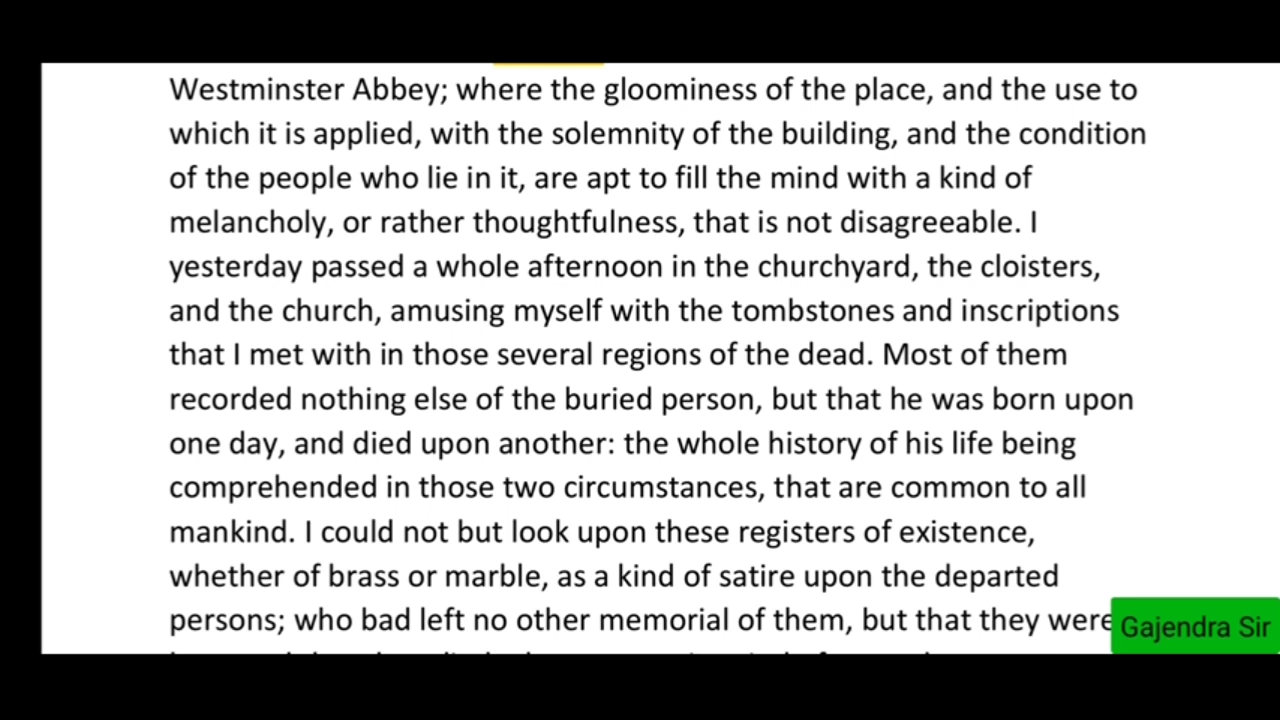 Westminster Abbey; where the gloominess of the place, and the use to
which it is applied, with the solemnity of the building, and the condition
of the people who lie in it, are apt to fill the mind with a kind of
melancholy, or rather thoughtfulness, that is not disagreeable. I
yesterday passed a whole afternoon in the churchyard, the cloisters,
and the church, amusing myself with the tombstones and inscriptions
that I met with in those several regions of the dead. Most of them
recorded nothing else of the buried person, but that he was born upon
one day, and died upon another: the whole history of his life being
comprehended in those two circumstances, that are common to all
mankind. I could not but look upon these registers of existence,
whether of brass or marble, as a kind of satire upon the departed
persons; who bad left no other memorial of them, but that they were
Gajendra Sir